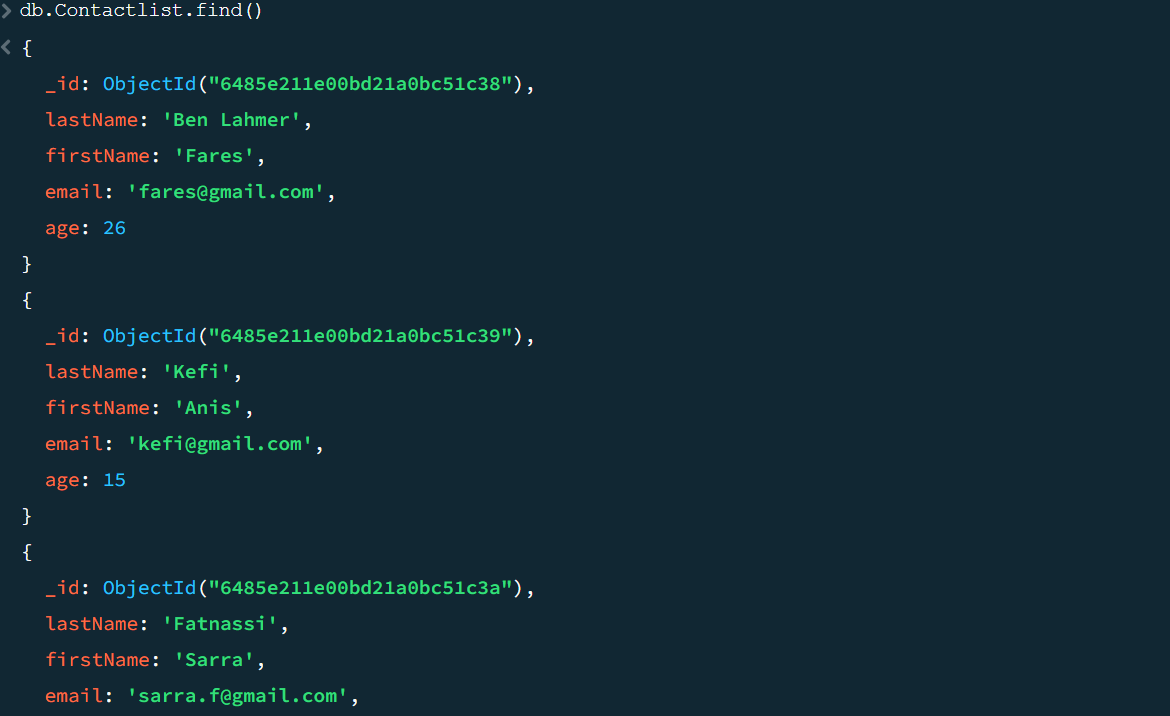 > db.Contactlist.find()
< {
_id: ObjectId("6485e211e00bd21a0bc51c38"),
lastName: 'Ben Lahmer',
firstName: 'Fares',
email: 'fares@gmail.com',
age: 26
}
{
_id: ObjectId("6485e211e00bd21a0bc51c39"),
lastName: 'Kefi',
firstName: 'Anis',
email: 'kefi@gmail.com',
age: 15
}
{
_id: ObjectId("6485e211e00bd21a0bc51c3a"),
lastName: 'Fatnassi',
firstName: 'Sarra',
email: 'sarra.f@gmail.com',